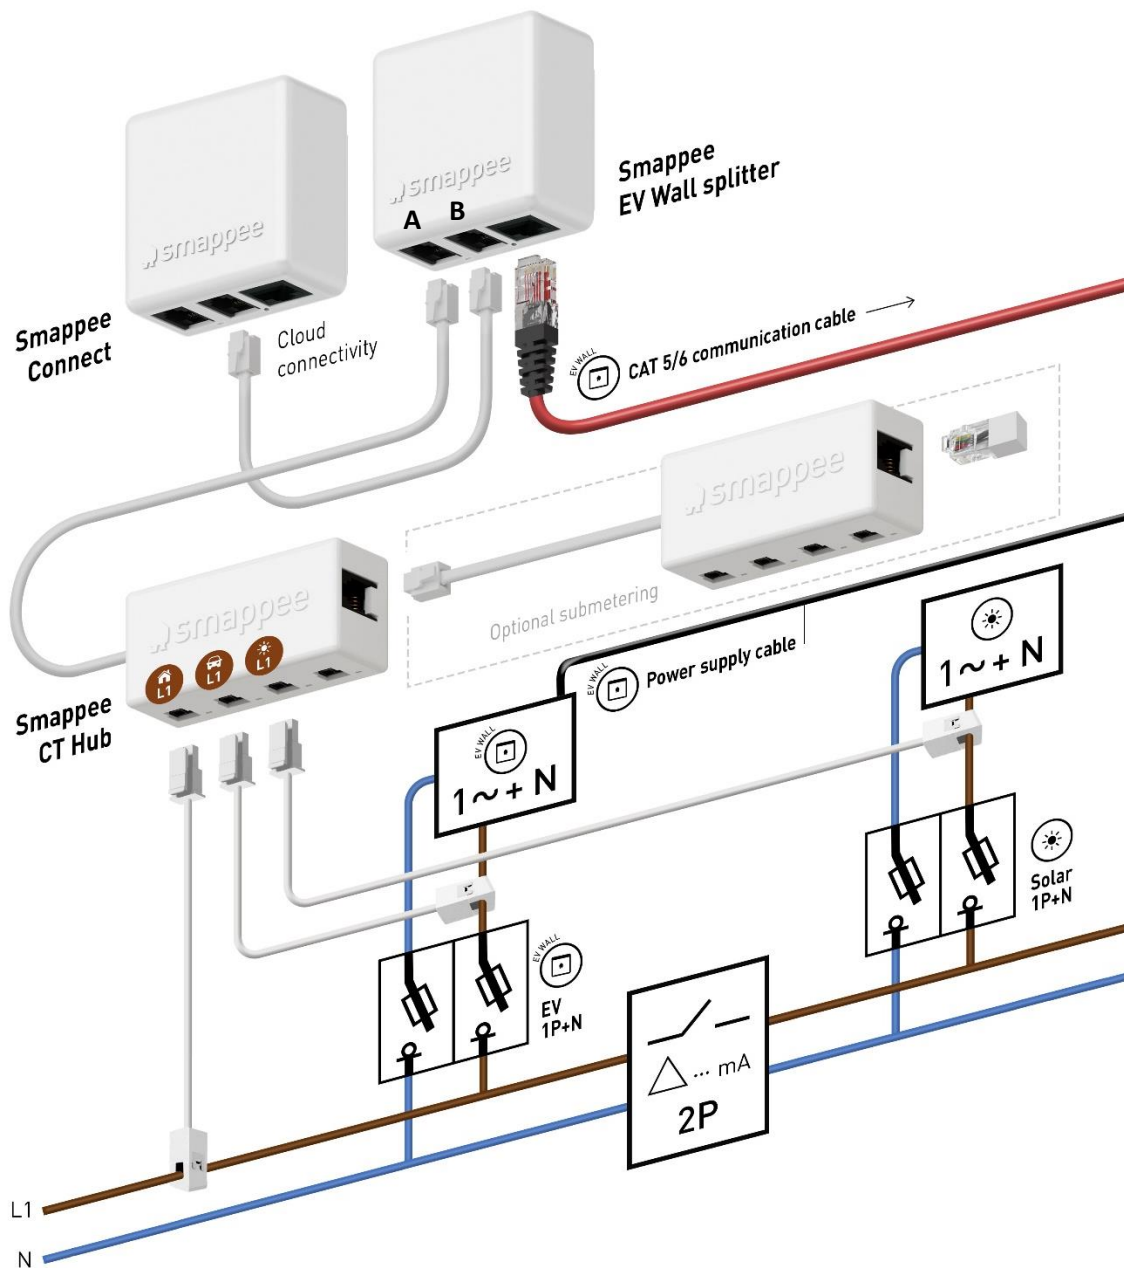 Smappee
EV Wall splitter
smappee
A B
smappee
Smappee
Connect
Cloud
connectivity
EV WALL
CAT 5/6 communication cable
smappee
Optional submetering
smappee
L1
L1
L1
Smappee
CT Hub
EV WALL
Power supply cable
1~+ N
EV WALL
1~+ N
Solar
1P+N
EV WALL
EV
1P+N
... mA
2P
L1
N